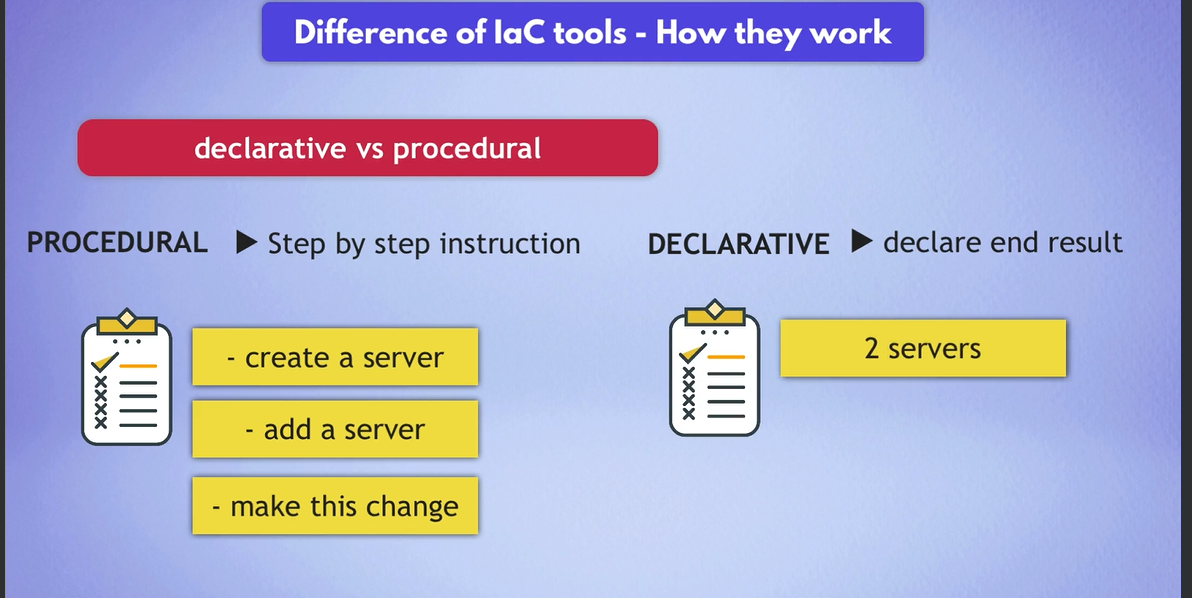 Difference of IaC tools - How they work
declarative vs procedural
PROCEDURAL ▶ Step by step instruction
- create a server
- add a server
- make this change
DECLARATIVE ▶ declare end result
2 servers